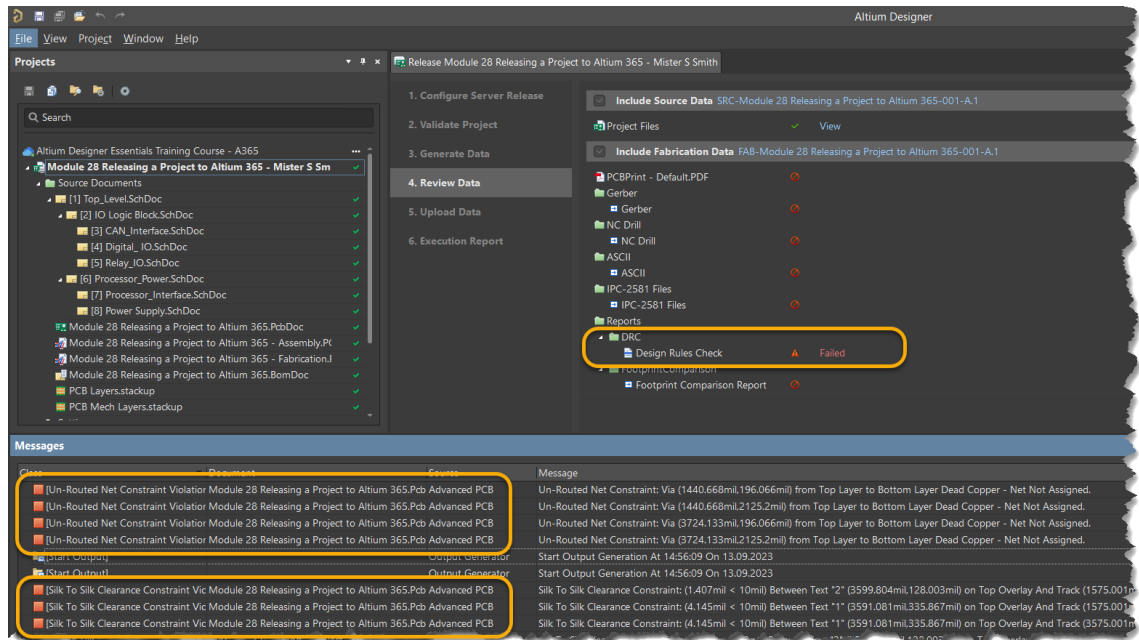 Altium Designer
File View Project Window Help
Projects
Release Module 28 Releasing a Project to Altium 365 - Mister S Smith
Search
Altium Designer Essentials Training Course - A365
Module 28 Releasing a Project to Altium 365 - Mister S Sm
Source Documents
[1] Top_Level.SchDoc
[2] IO Logic Block.SchDoc
[3] CAN_Interface.SchDoc
[4] Digital_ IO.SchDoc
[5] Relay_IO.SchDoc
[6] Processor_Power.SchDoc
[7] Processor_Interface.SchDoc
[8] Power Supply.SchDoc
Module 28 Releasing a Project to Altium 365.PcbDoc
Module 28 Releasing a Project to Altium 365 - Assembly.P
Module 28 Releasing a Project to Altium 365 - Fabrication.
Module 28 Releasing a Project to Altium 365.BomDoc
PCB Layers.stackup
PCB Mech Layers.stackup
1. Configure Server Release
2. Validate Project
3. Generate Data
4. Review Data
5. Upload Data
6. Execution Report
Include Source Data SRC-Module 28 Releasing a Project to Altium 365-001-A.1
Project Files View
Include Fabrication Data FAB-Module 28 Releasing a Project to Altium 365-001-A.1
PCBPrint - Default.PDF
Gerber
Gerber
NC Drill
NC Drill
ASCII
ASCII
IPC-2581 Files
IPC-2581 Files
Reports
DRC
Design Rules Check Failed
FootprintComparison
Footprint Comparison Report
Messages
Class Document Source Message
[Un-Routed Net Constraint Violation Module 28 Releasing a Project to Altium 365.Pcb Advanced PCB Un-Routed Net Constraint: Via (1440.668mil,196.066mil) from Top Layer to Bottom Layer Dead Copper - Net Not Assigned.
[Un-Routed Net Constraint Violation Module 28 Releasing a Project to Altium 365.Pcb Advanced PCB Un-Routed Net Constraint: Via (1440.668mil,2125.2mil) from Top Layer to Bottom Layer Dead Copper - Net Not Assigned.
[Un-Routed Net Constraint Violation Module 28 Releasing a Project to Altium 365.Pcb Advanced PCB Un-Routed Net Constraint: Via (3724.133mil,196.066mil) from Top Layer to Bottom Layer Dead Copper - Net Not Assigned.
[Un-Routed Net Constraint Violation Module 28 Releasing a Project to Altium 365.Pcb Advanced PCB Un-Routed Net Constraint: Via (3724.133mil,2125.2mil) from Top Layer to Bottom Layer Dead Copper - Net Not Assigned.
[Start Output] Output Generator Start Output Generation At 14:56:09 On 13.09.2023
[Start Output] Output Generator Start Output Generation At 14:56:09 On 13.09.2023
[Silk To Silk Clearance Constraint Vic Module 28 Releasing a Project to Altium 365.Pcb Advanced PCB Silk To Silk Clearance Constraint: (1.407mil < 10mil) Between Text "2" (3599.804mil,128.003mil) on Top Overlay And Track (1575.001m
[Silk To Silk Clearance Constraint Vic Module 28 Releasing a Project to Altium 365.Pcb Advanced PCB Silk To Silk Clearance Constraint: (4.145mil < 10mil) Between Text "1" (3591.081mil,335.867mil) on Top Overlay And Track (1575.001m
[Silk To Silk Clearance Constraint Vic Module 28 Releasing a Project to Altium 365.Pcb Advanced PCB Silk To Silk Clearance Constraint: (4.145mil < 10mil) Between Text "1" (3591.081mil,335.867mil) on Top Overlay And Track (1575.001m